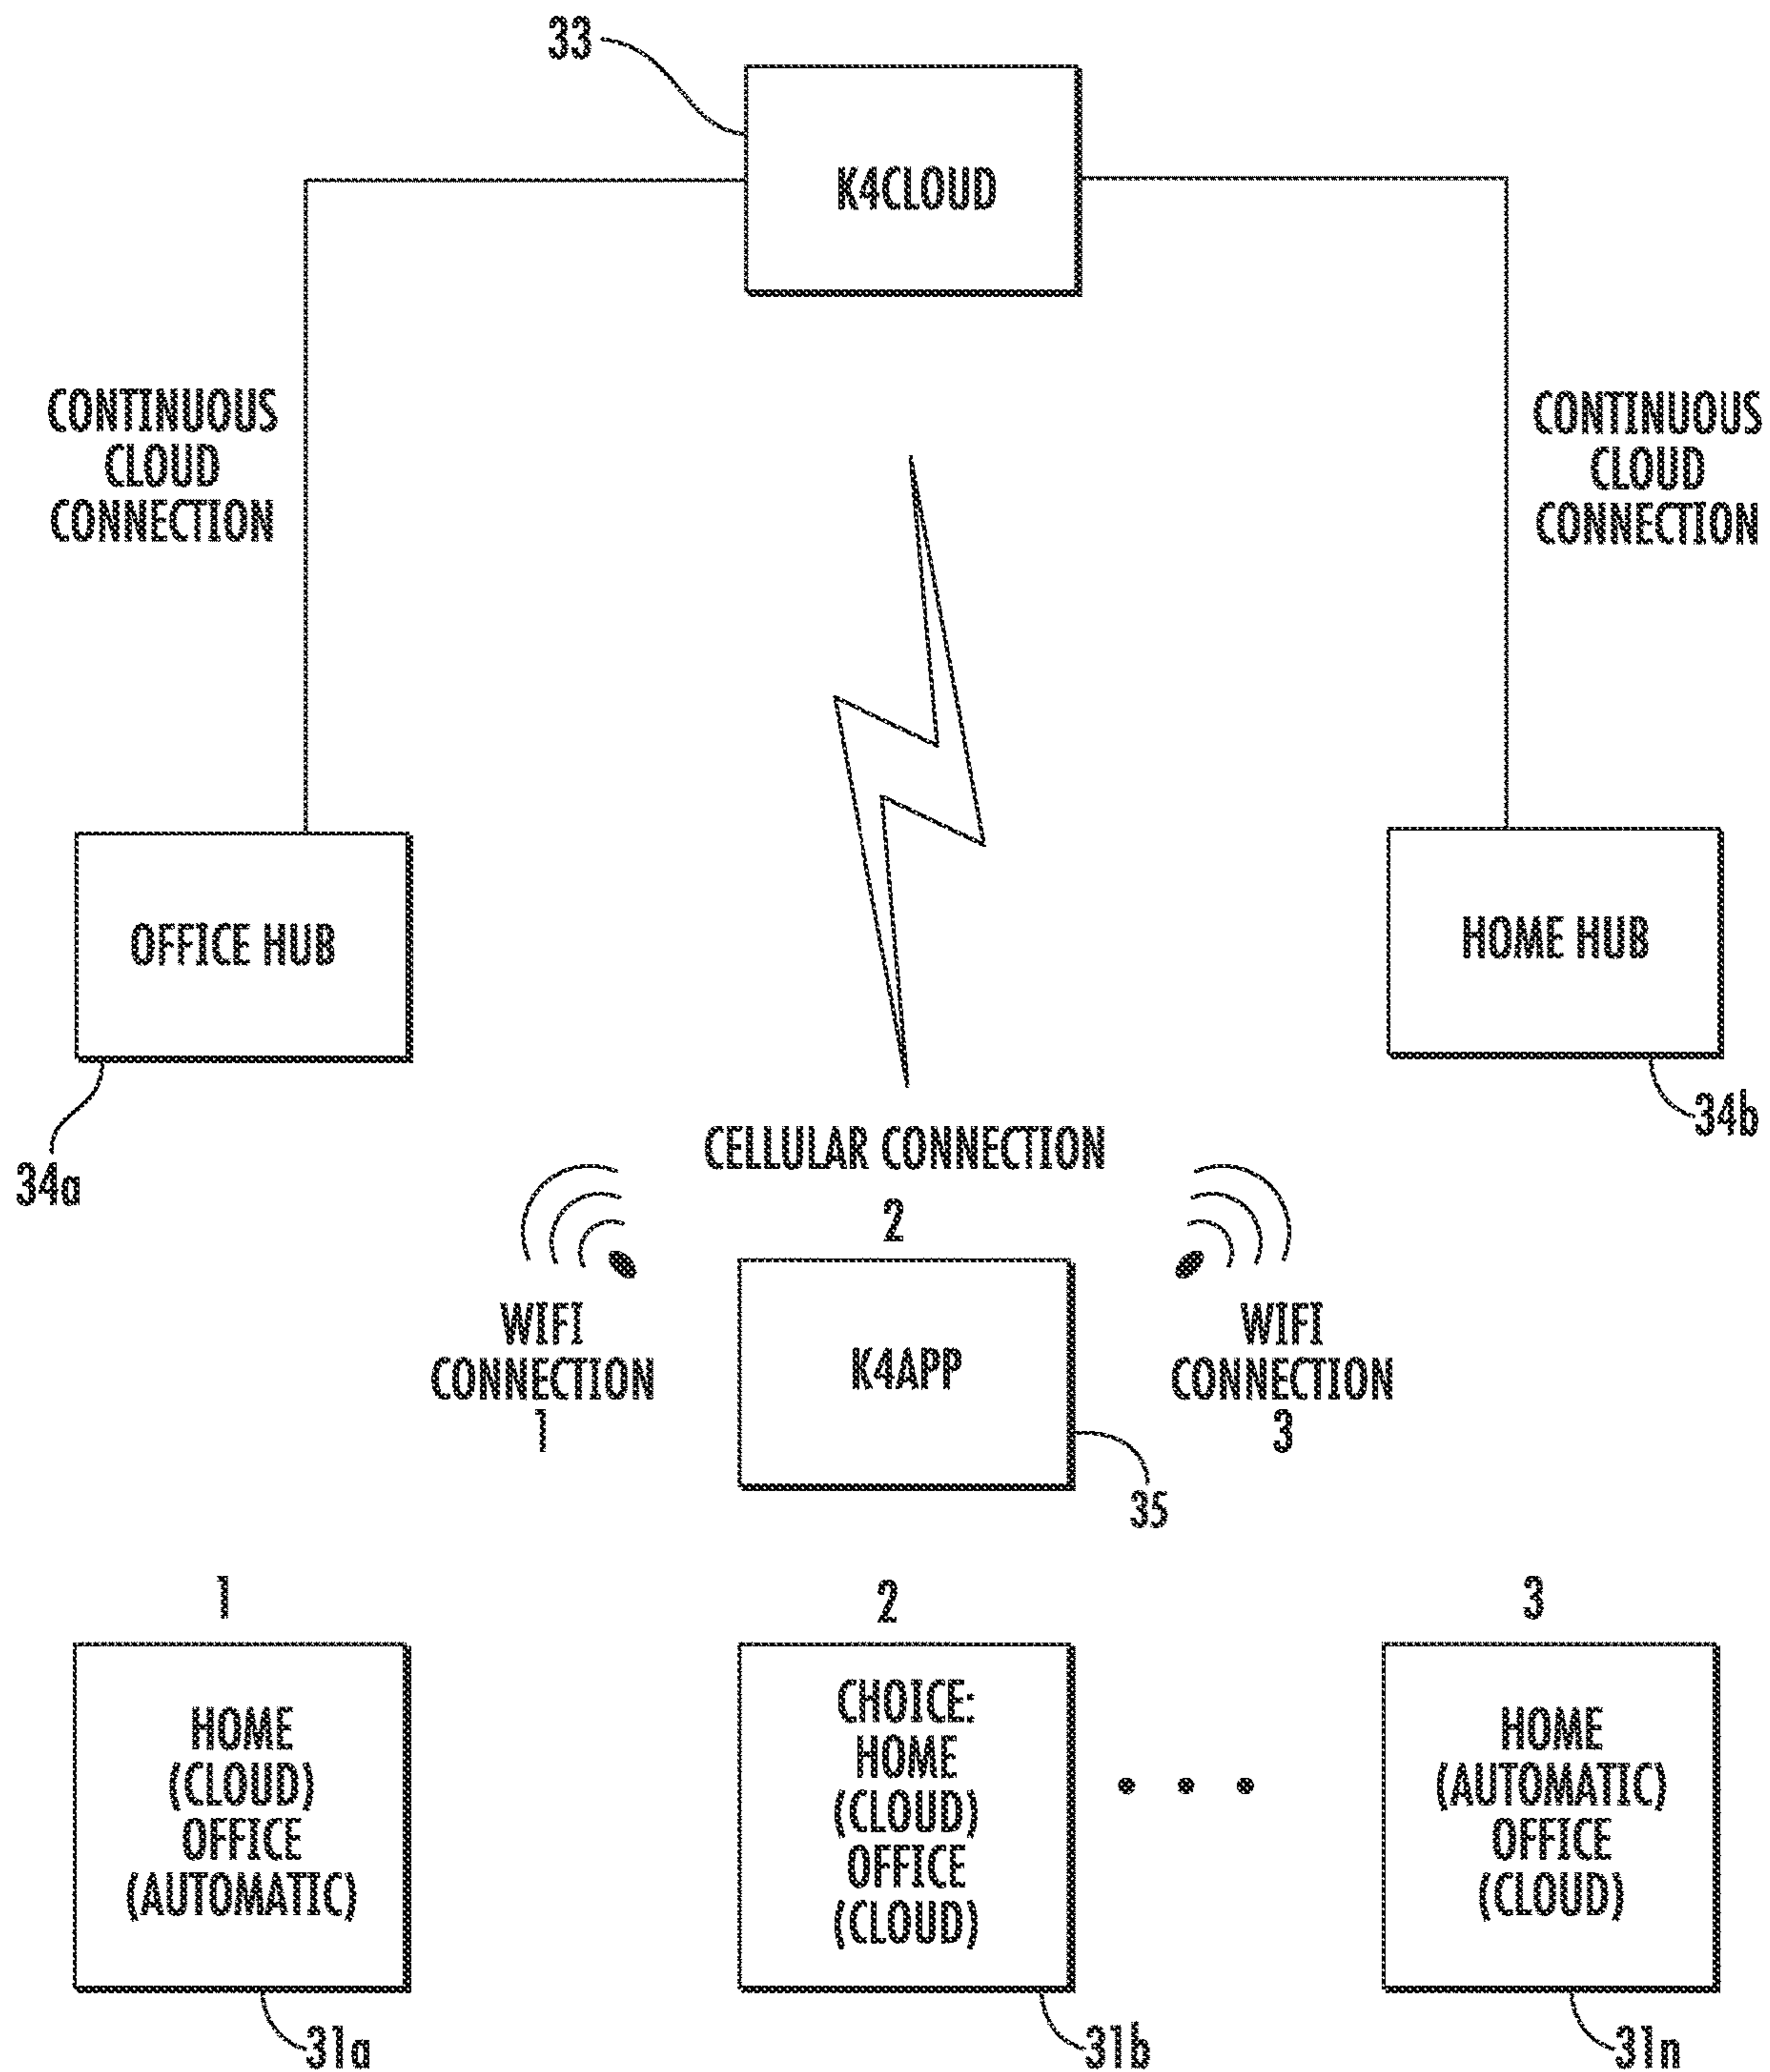 33
K4CLOUD
CONTINUOUS
CLOUD
CONNECTION
CONTINUOUS
CLOUD
CONNECTION
OFFICE HUB
HOME HUB
34a
34b
CELLULAR CONNECTION
2
WIFI
CONNECTION
1
K4APP
WIFI
CONNECTION
3
35
1
HOME
(CLOUD)
OFFICE
(AUTOMATIC)
31a
2
CHOICE:
HOME
(CLOUD)
OFFICE
(CLOUD)
31b
• • •
3
HOME
(AUTOMATIC)
OFFICE
(CLOUD)
31n